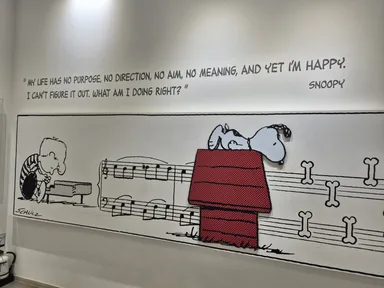 "MY LIFE HAS NO PURPOSE, NO DIRECTION, NO AIM, NO MEANING, AND YET I'M HAPPY.
I CAN'T FIGURE IT OUT. WHAT AM I DOING RIGHT?"
SNOOPY
SCHULZ